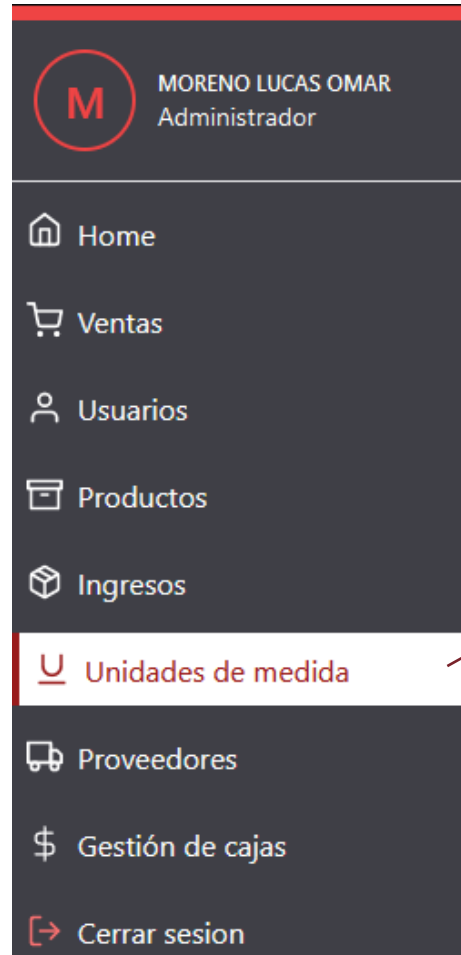 M
MORENO LUCAS OMAR
Administrador
Home
Ventas
Usuarios
Productos
Ingresos
Unidades de medida
Proveedores
Gestión de cajas
Cerrar sesion